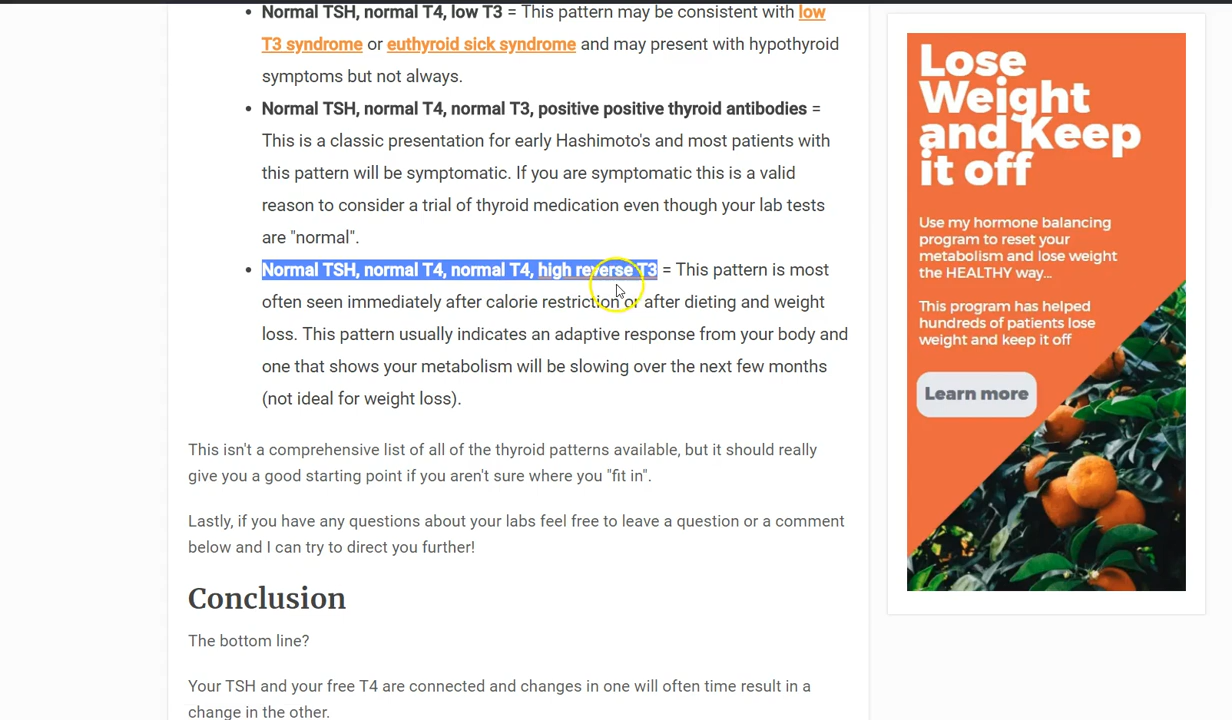 Normal TSH, normal T4, low T3 = This pattern may be consistent with low
T3 syndrome or euthyroid sick syndrome and may present with hypothyroid
symptoms but not always.
Normal TSH, normal T4, normal T3, positive positive thyroid antibodies =
This is a classic presentation for early Hashimoto's and most patients with
this pattern will be symptomatic. If you are symptomatic this is a valid
reason to consider a trial of thyroid medication even though your lab tests
are "normal".
Normal TSH, normal T4, normal T4, high reverse T3 = This pattern is most
often seen immediately after calorie restriction or after dieting and weight
loss. This pattern usually indicates an adaptive response from your body and
one that shows your metabolism will be slowing over the next few months
(not ideal for weight loss).
This isn't a comprehensive list of all of the thyroid patterns available, but it should really
give you a good starting point if you aren't sure where you "fit in".
Lastly, if you have any questions about your labs feel free to leave a question or a comment
below and I can try to direct you further!
Conclusion
The bottom line?
Your TSH and your free T4 are connected and changes in one will often time result in a
change in the other.
Lose
Weight
and Keep
it off
Use my hormone balancing
program to reset your
metabolism and lose weight
the HEALTHY way...
This program has helped
hundreds of patients lose
weight and keep it off
Learn more